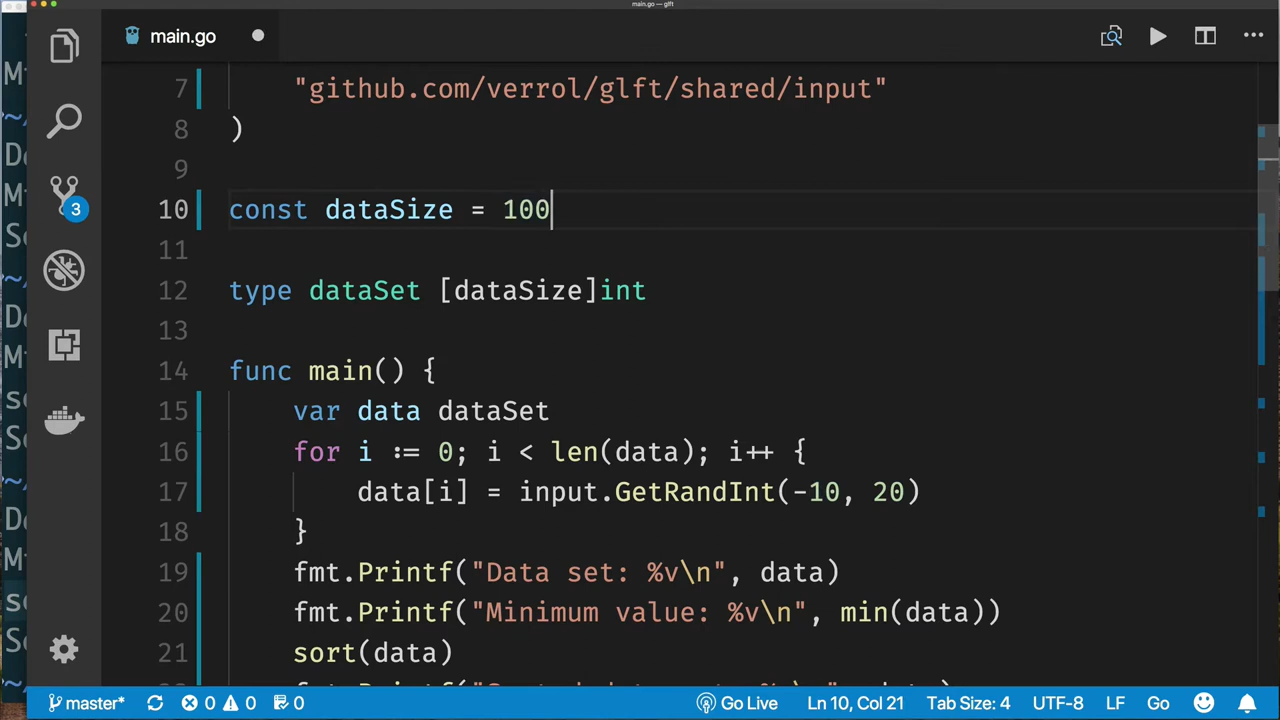 main.go — glft
main.go
7 "github.com/verrol/glft/shared/input"
8 )
9
10 const dataSize = 100
11
12 type dataSet [dataSize]int
13
14 func main() {
15 var data dataSet
16 for i := 0; i < len(data); i++ {
17 data[i] = input.GetRandInt(-10, 20)
18 }
19 fmt.Printf("Data set: %v\n", data)
20 fmt.Printf("Minimum value: %v\n", min(data))
21 sort(data)
3
master* 0 0 0 Go Live Ln 10, Col 21 Tab Size: 4 UTF-8 LF Go